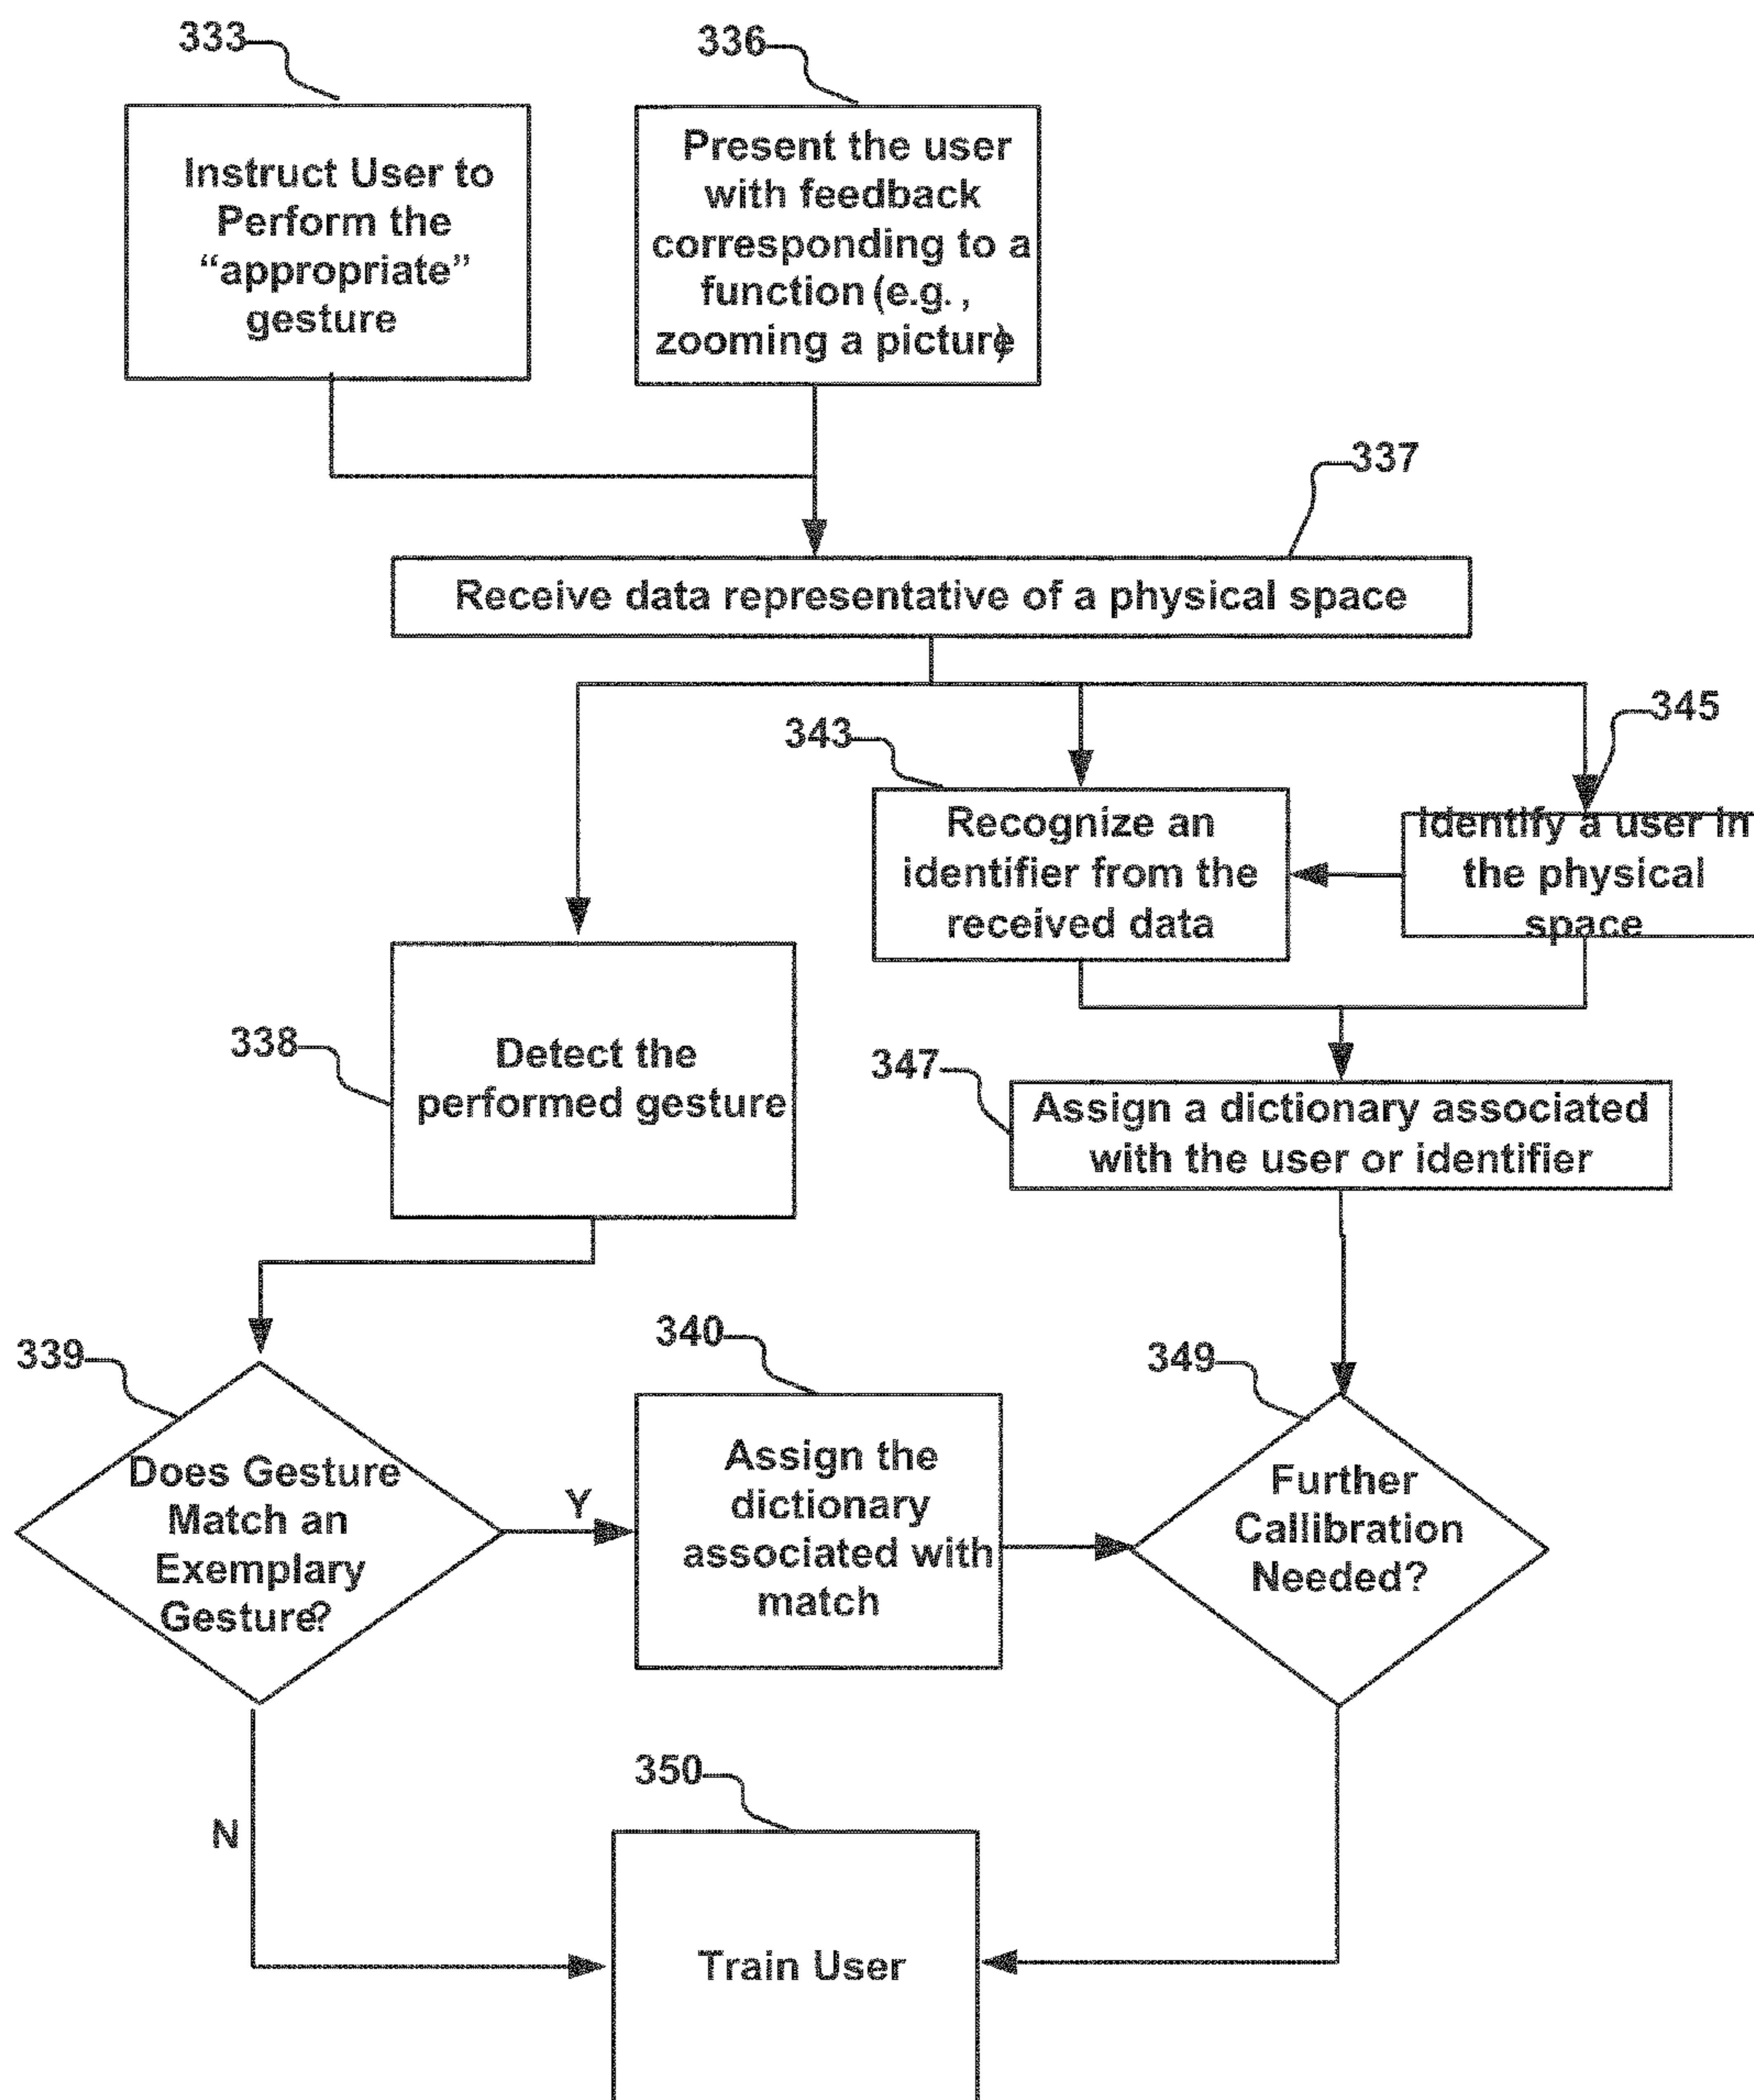 333
336
Instruct User to
Perform the
“appropriate”
gesture
Present the user
with feedback
corresponding to a
function (e.g. ,
zooming a picture)
337
Receive data representative of a physical space
343
345
Recognize an
identifier from the
received data
Identify a user in
the physical
space
338
Detect the
performed gesture
347
Assign a dictionary associated
with the user or identifier
339
340
349
Does Gesture
Match an
Exemplary
Gesture?
Y
Assign the
dictionary
associated with
match
Further
Callibration
Needed?
350
N
Train User